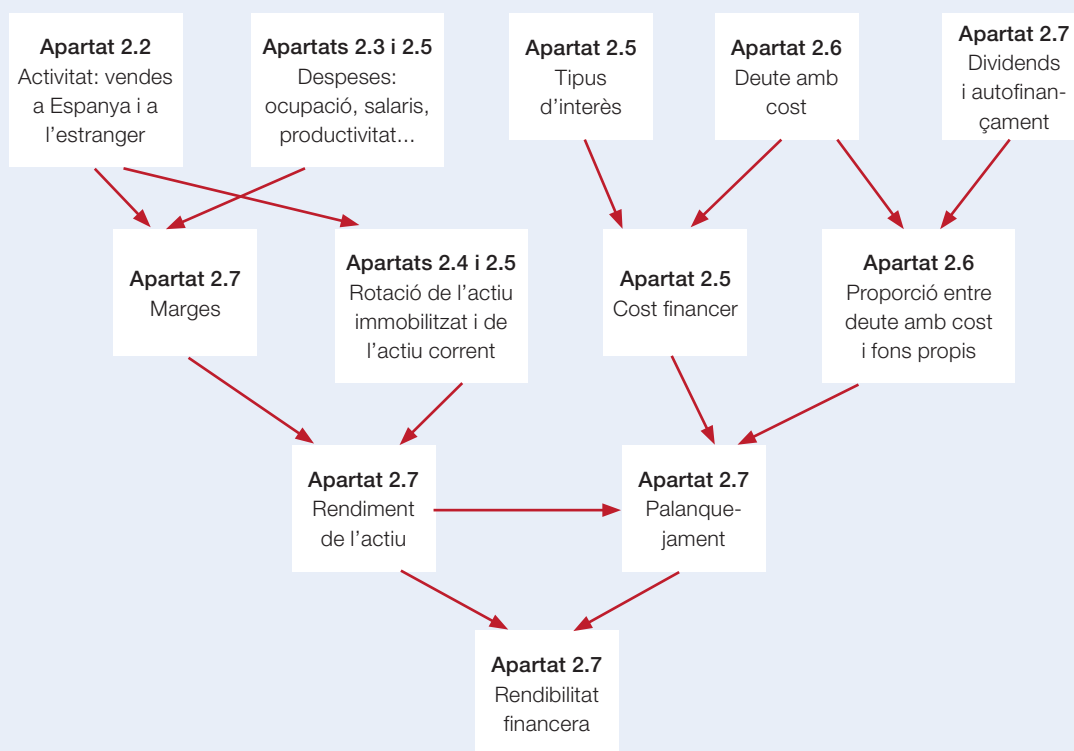 Apartat 2.2
Activitat: vendes
a Espanya i a
l’estranger
Apartats 2.3 i 2.5
Despeses:
ocupació, salaris,
productivitat...
Apartat 2.5
Tipus
d’interès
Apartat 2.6
Deute amb
cost
Apartat 2.7
Dividends
i autofinan-
çament
Apartat 2.7
Marges
Apartats 2.4 i 2.5
Rotació de l’actiu
immobilitzat i de
l’actiu corrent
Apartat 2.5
Cost financer
Apartat 2.6
Proporció entre
deute amb cost
i fons propis
Apartat 2.7
Rendiment
de l’actiu
Apartat 2.7
Palanque-
jament
Apartat 2.7
Rendibilitat
financera